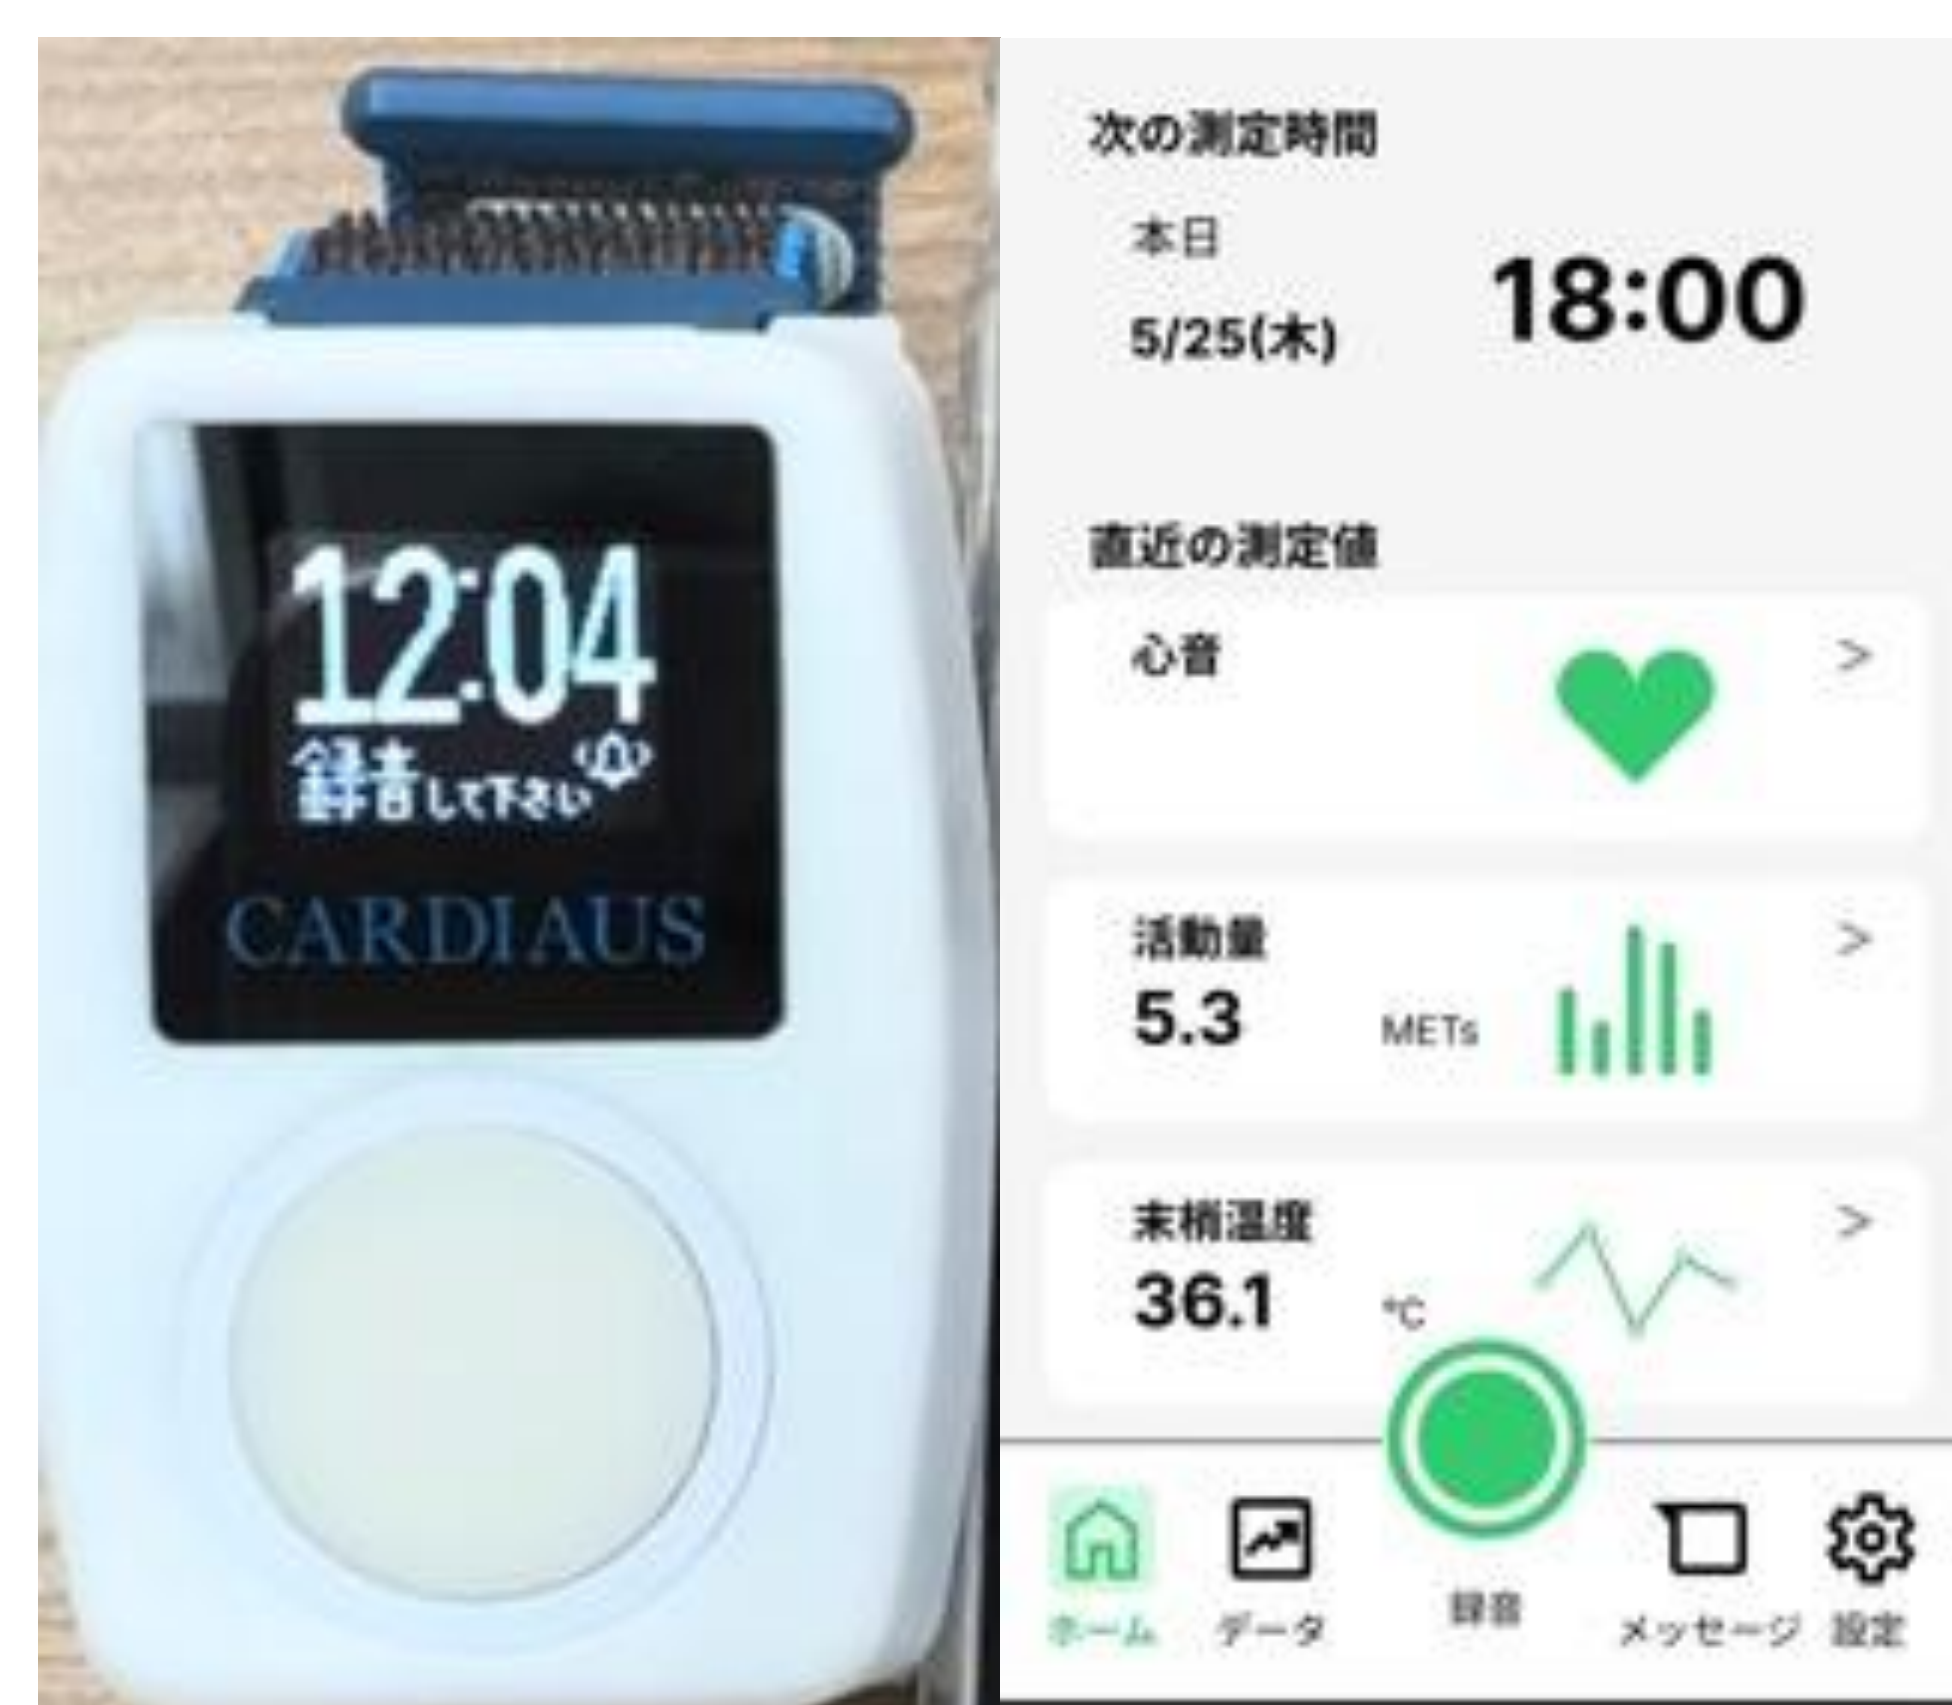 12:04
録音して下さい
CARDIAUS
次の測定時間
本日
5/25(木)
18:00
直近の測定値
心音
>
活動量
>
5.3 METs
末梢温度
>
36.1 °C
ホーム
データ
録音
メッセージ
設定